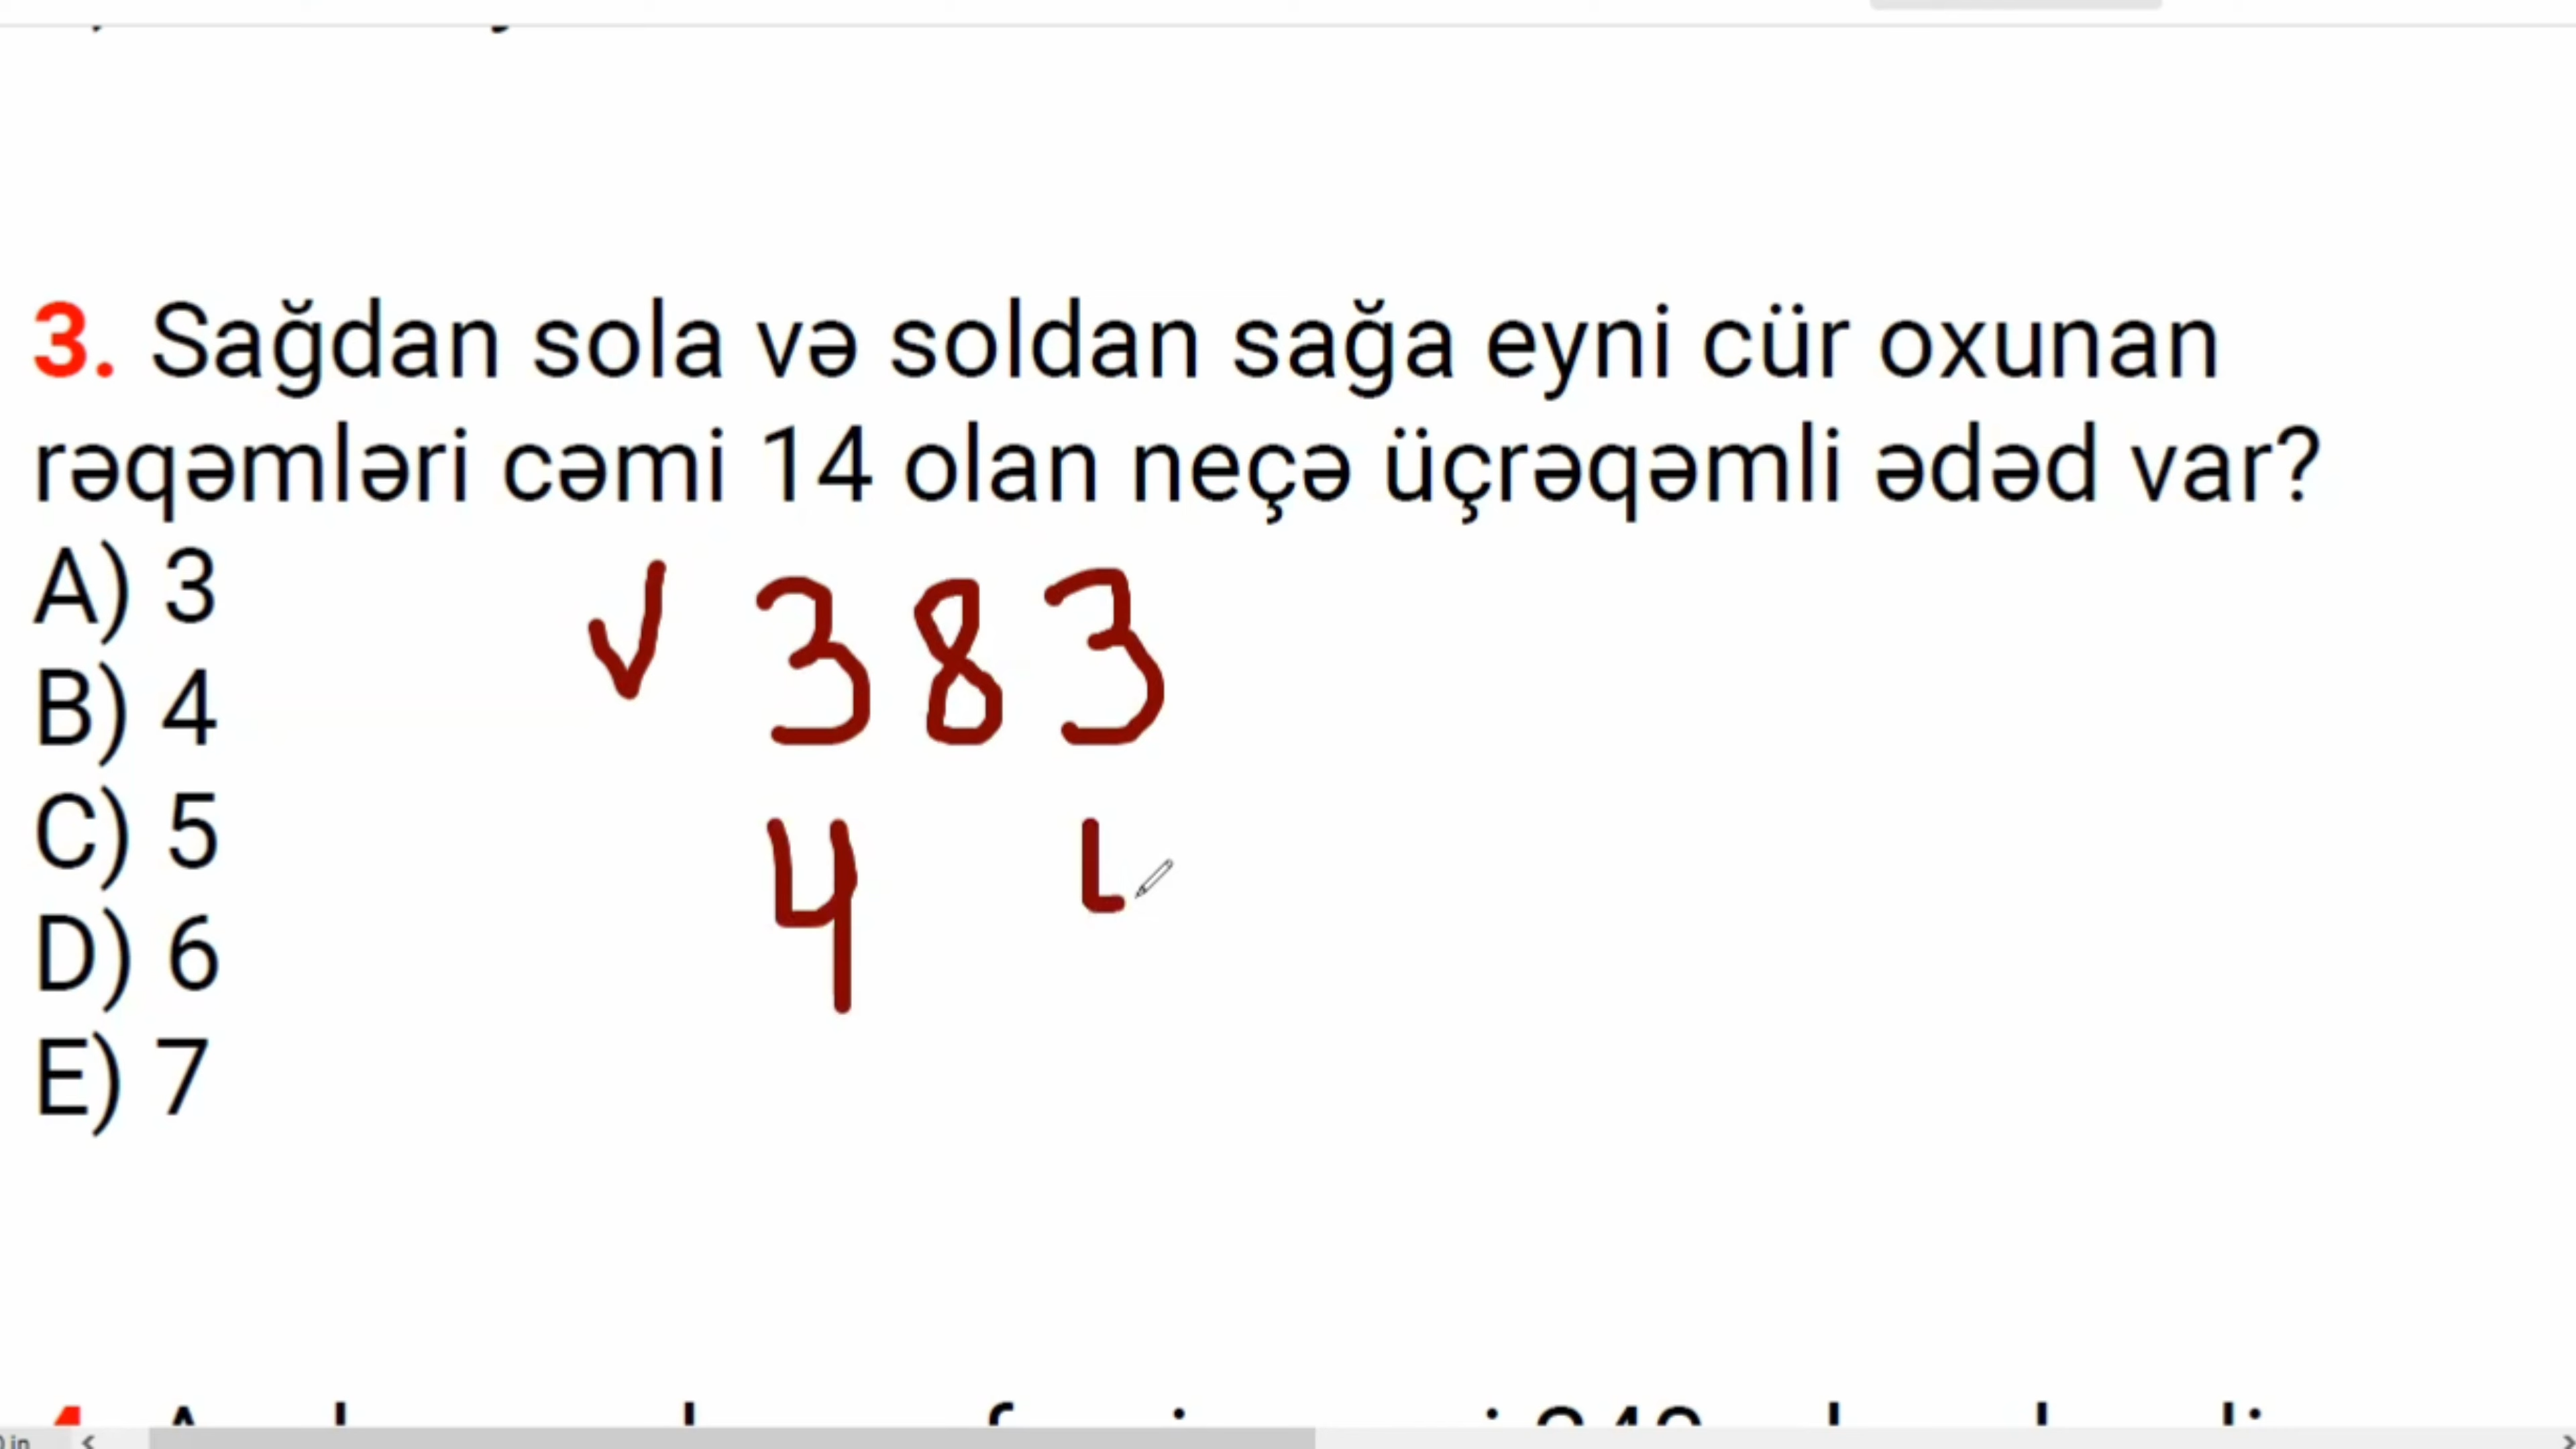 3. Sağdan sola və soldan sağa eyni cür oxunan
rəqəmləri cəmi 14 olan neçə üçrəqəmli ədəd var?
A) 3
B) 4
C) 5
D) 6
E) 7
✓ 383
4